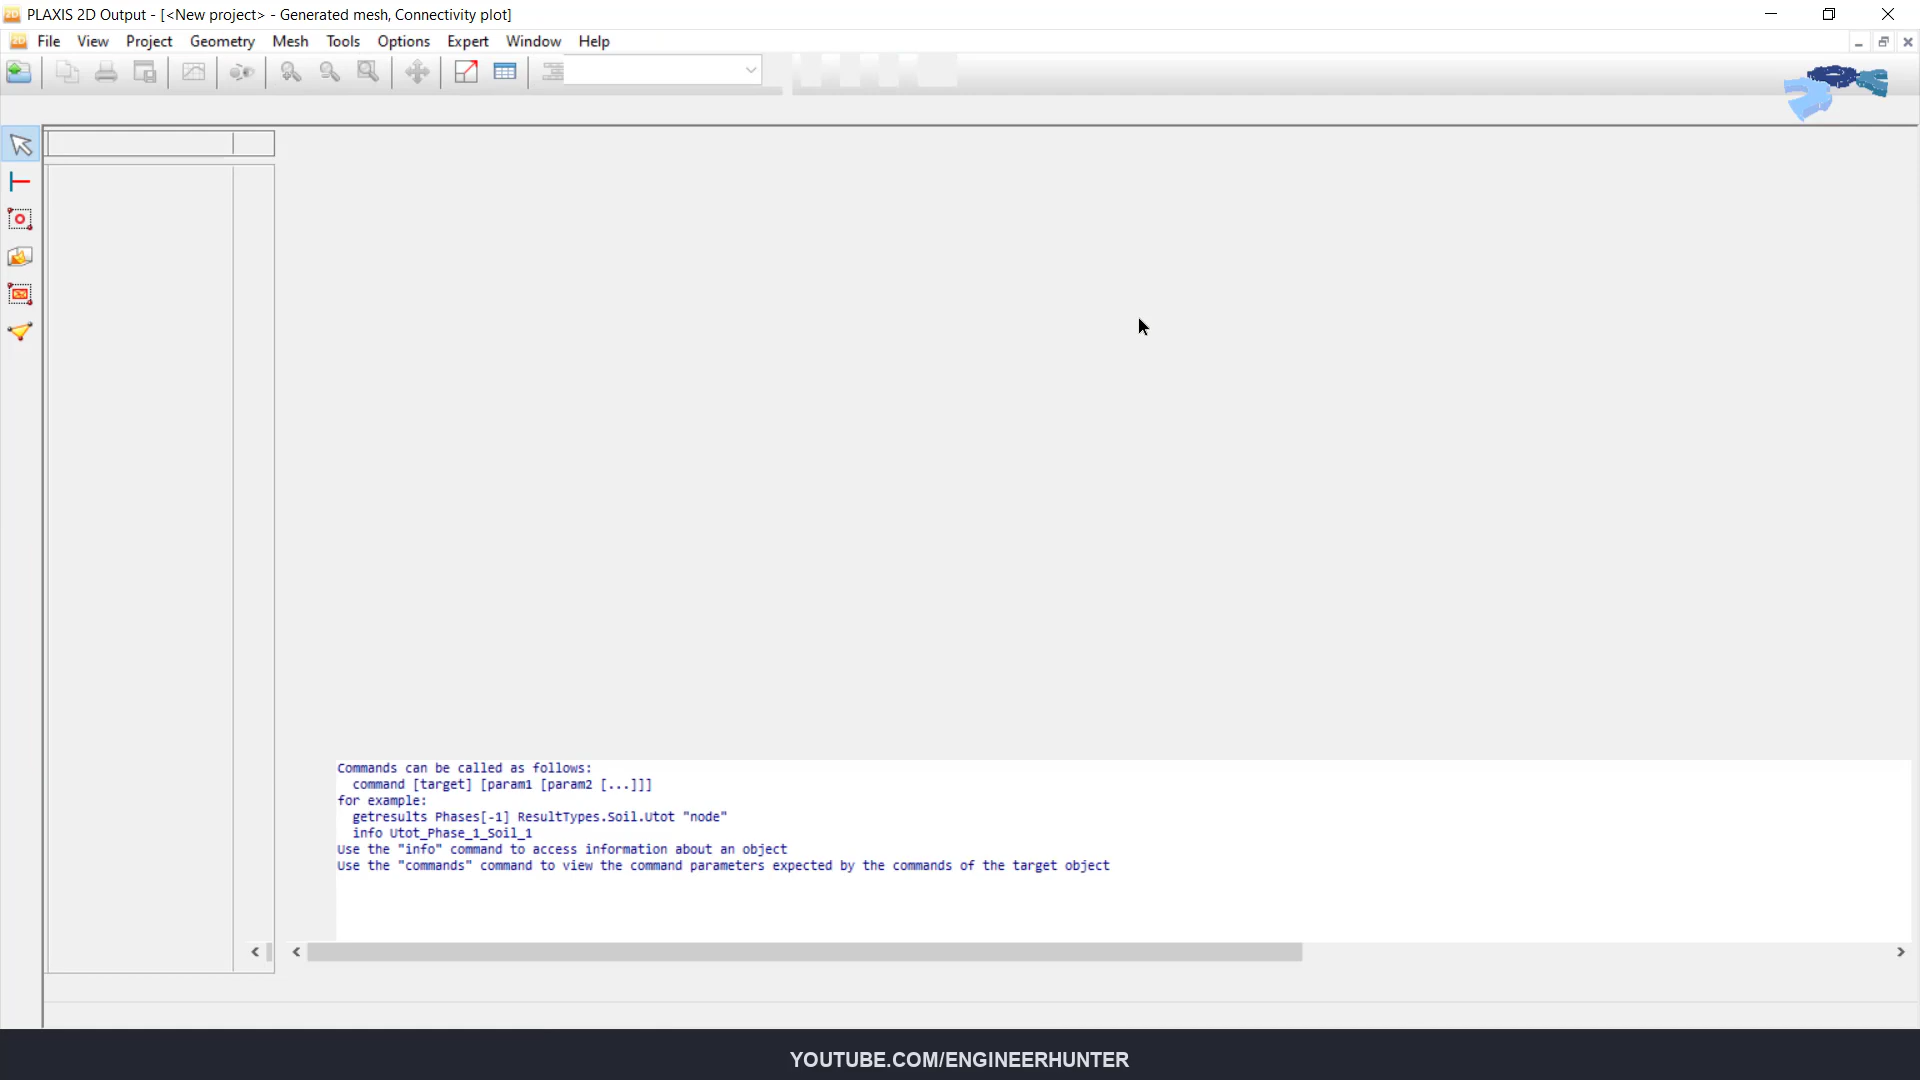 PLAXIS 2D Output - [<New project> - Generated mesh, Connectivity plot]
File View Project Geometry Mesh Tools Options Expert Window Help
Commands can be called as follows:
command [target] [param1 [param2 [...]]]
for example:
getresults Phases[-1] ResultTypes.Soil.Utot "node"
info Utot_Phase_1_Soil_1
Use the "info" command to access information about an object
Use the "commands" command to view the command parameters expected by the commands of the target object
YOUTUBE.COM/ENGINEERHUNTER